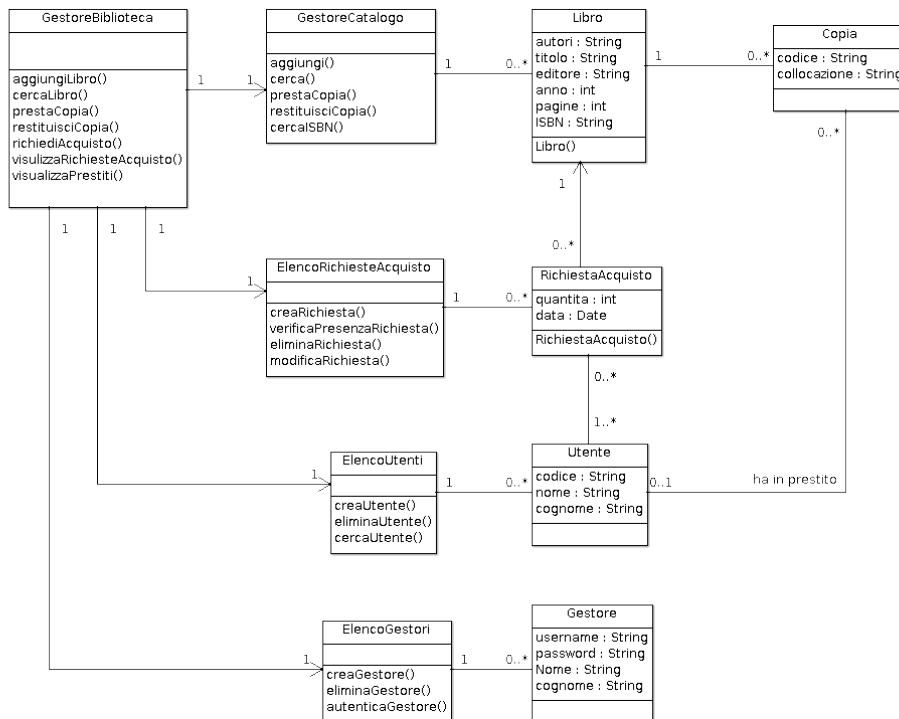 GestoreBiblioteca
aggiungiLibro()
cercaLibro()
prestaCopia()
restituisciCopia()
richiediAcquisto()
visulizzaRichiesteAcquisto()
visualizzaPrestiti()
1
1
GestoreCatalogo
aggiungi()
cerca()
prestaCopia()
restituisciCopia()
cercaISBN()
1
0..*
Libro
autori : String
titolo : String
editore : String
anno : int
pagine : int
ISBN : String
Libro()
1
0..*
Copia
codice : String
collocazione : String
0..*
1
1
1
1
0..*
1
ElencoRichiesteAcquisto
creaRichiesta()
verificaPresenzaRichiesta()
eliminaRichiesta()
modificaRichiesta()
1
0..*
RichiestaAcquisto
quantita : int
data : Date
RichiestaAcquisto()
0..*
1..*
1
ElencoUtenti
creaUtente()
eliminaUtente()
cercaUtente()
1
0..*
Utente
codice : String
nome : String
cognome : String
0..1
ha in prestito
1
ElencoGestori
creaGestore()
eliminaGestore()
autenticaGestore()
1
0..*
Gestore
username : String
password : String
Nome : String
cognome : String